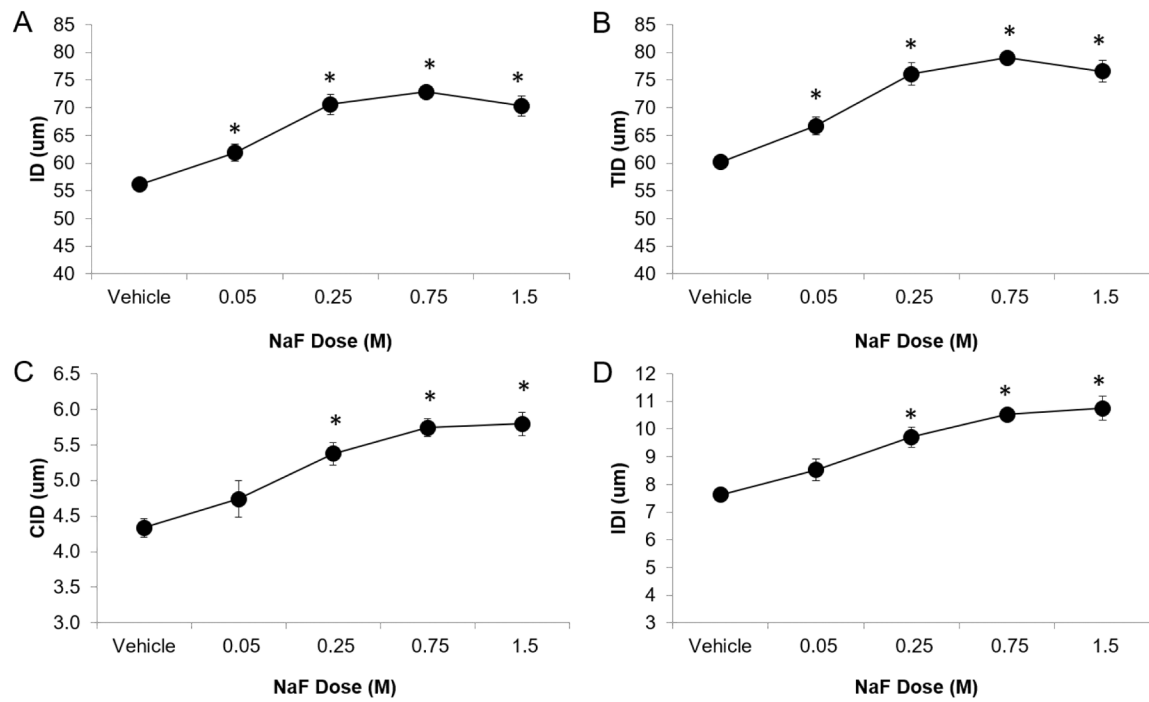 A
85
80
75
70
65
60
55
50
45
40
ID (um)
* * * *
Vehicle 0.05 0.25 0.75 1.5
NaF Dose (M)
B
85
80
75
70
65
60
55
50
45
40
TID (um)
* * * *
Vehicle 0.05 0.25 0.75 1.5
NaF Dose (M)
C
6.5
6.0
5.5
5.0
4.5
4.0
3.5
3.0
CID (um)
* * *
Vehicle 0.05 0.25 0.75 1.5
NaF Dose (M)
D
12
11
10
9
8
7
6
5
4
3
IDI (um)
* * *
Vehicle 0.05 0.25 0.75 1.5
NaF Dose (M)